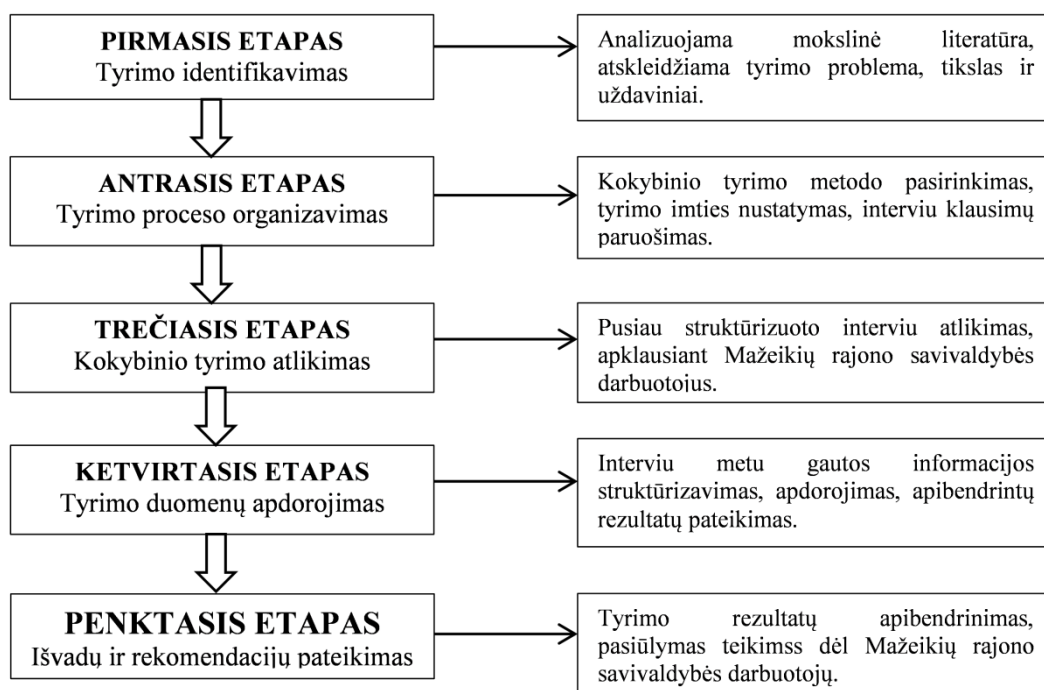 PIRMASIS ETAPAS
Tyrimo identifikavimas
Analizuojama mokslinė literatūra,
atskleidžiama tyrimo problema, tikslas ir
uždaviniai.
ANTRASIS ETAPAS
Tyrimo proceso organizavimas
Kokybinio tyrimo metodo pasirinkimas,
tyrimo imties nustatymas, interviu klausimų
paruošimas.
TREČIASIS ETAPAS
Kokybinio tyrimo atlikimas
Pusiau struktūrizuoto interviu atlikimas,
apklausiant Mažeikių rajono savivaldybės
darbuotojus.
KETVIRTASIS ETAPAS
Tyrimo duomenų apdorojimas
Interviu metu gautos informacijos
struktūrizavimas, apdorojimas, apibendrintų
rezultatų pateikimas.
PENKTASIS ETAPAS
Išvadų ir rekomendacijų pateikimas
Tyrimo rezultatų apibendrinimas,
pasiūlymas teikimss dėl Mažeikių rajono
savivaldybės darbuotojų.